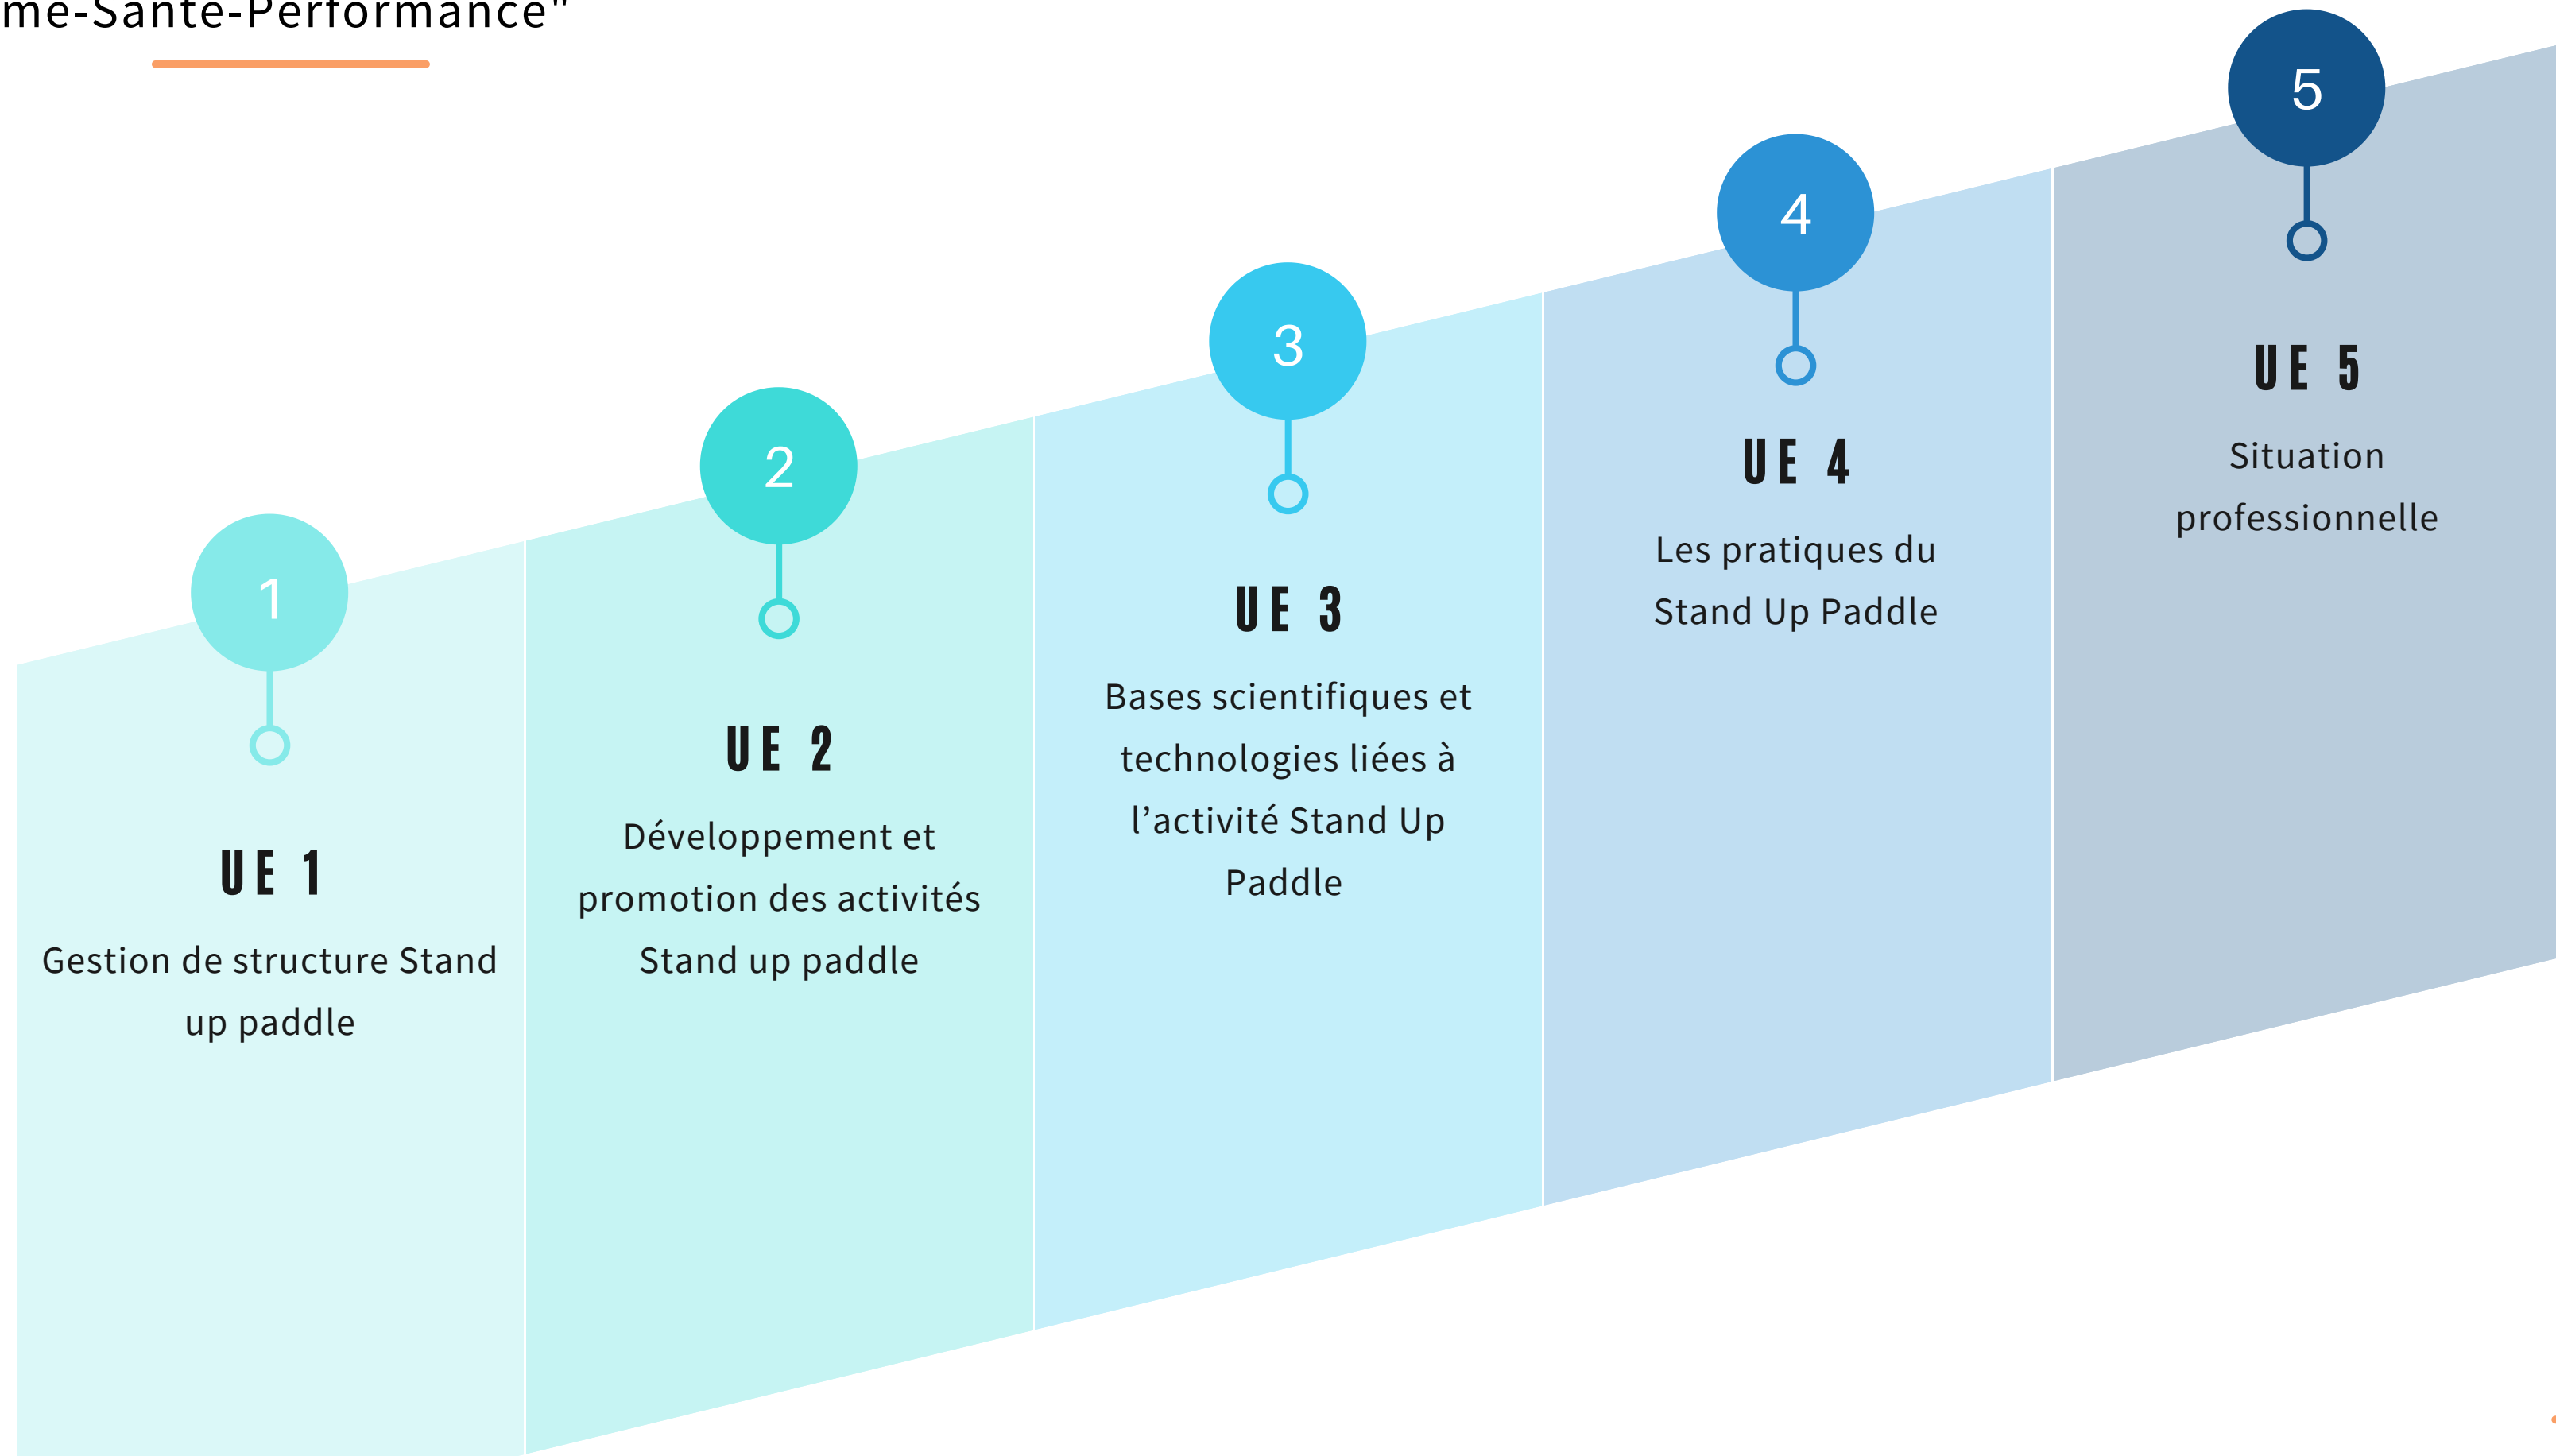 me-Santé-Performance"
1
UE 1
Gestion de structure Stand
up paddle
2
UE 2
Développement et
promotion des activités
Stand up paddle
3
UE 3
Bases scientifiques et
technologies liées à
l’activité Stand Up
Paddle
4
UE 4
Les pratiques du
Stand Up Paddle
5
UE 5
Situation
professionnelle